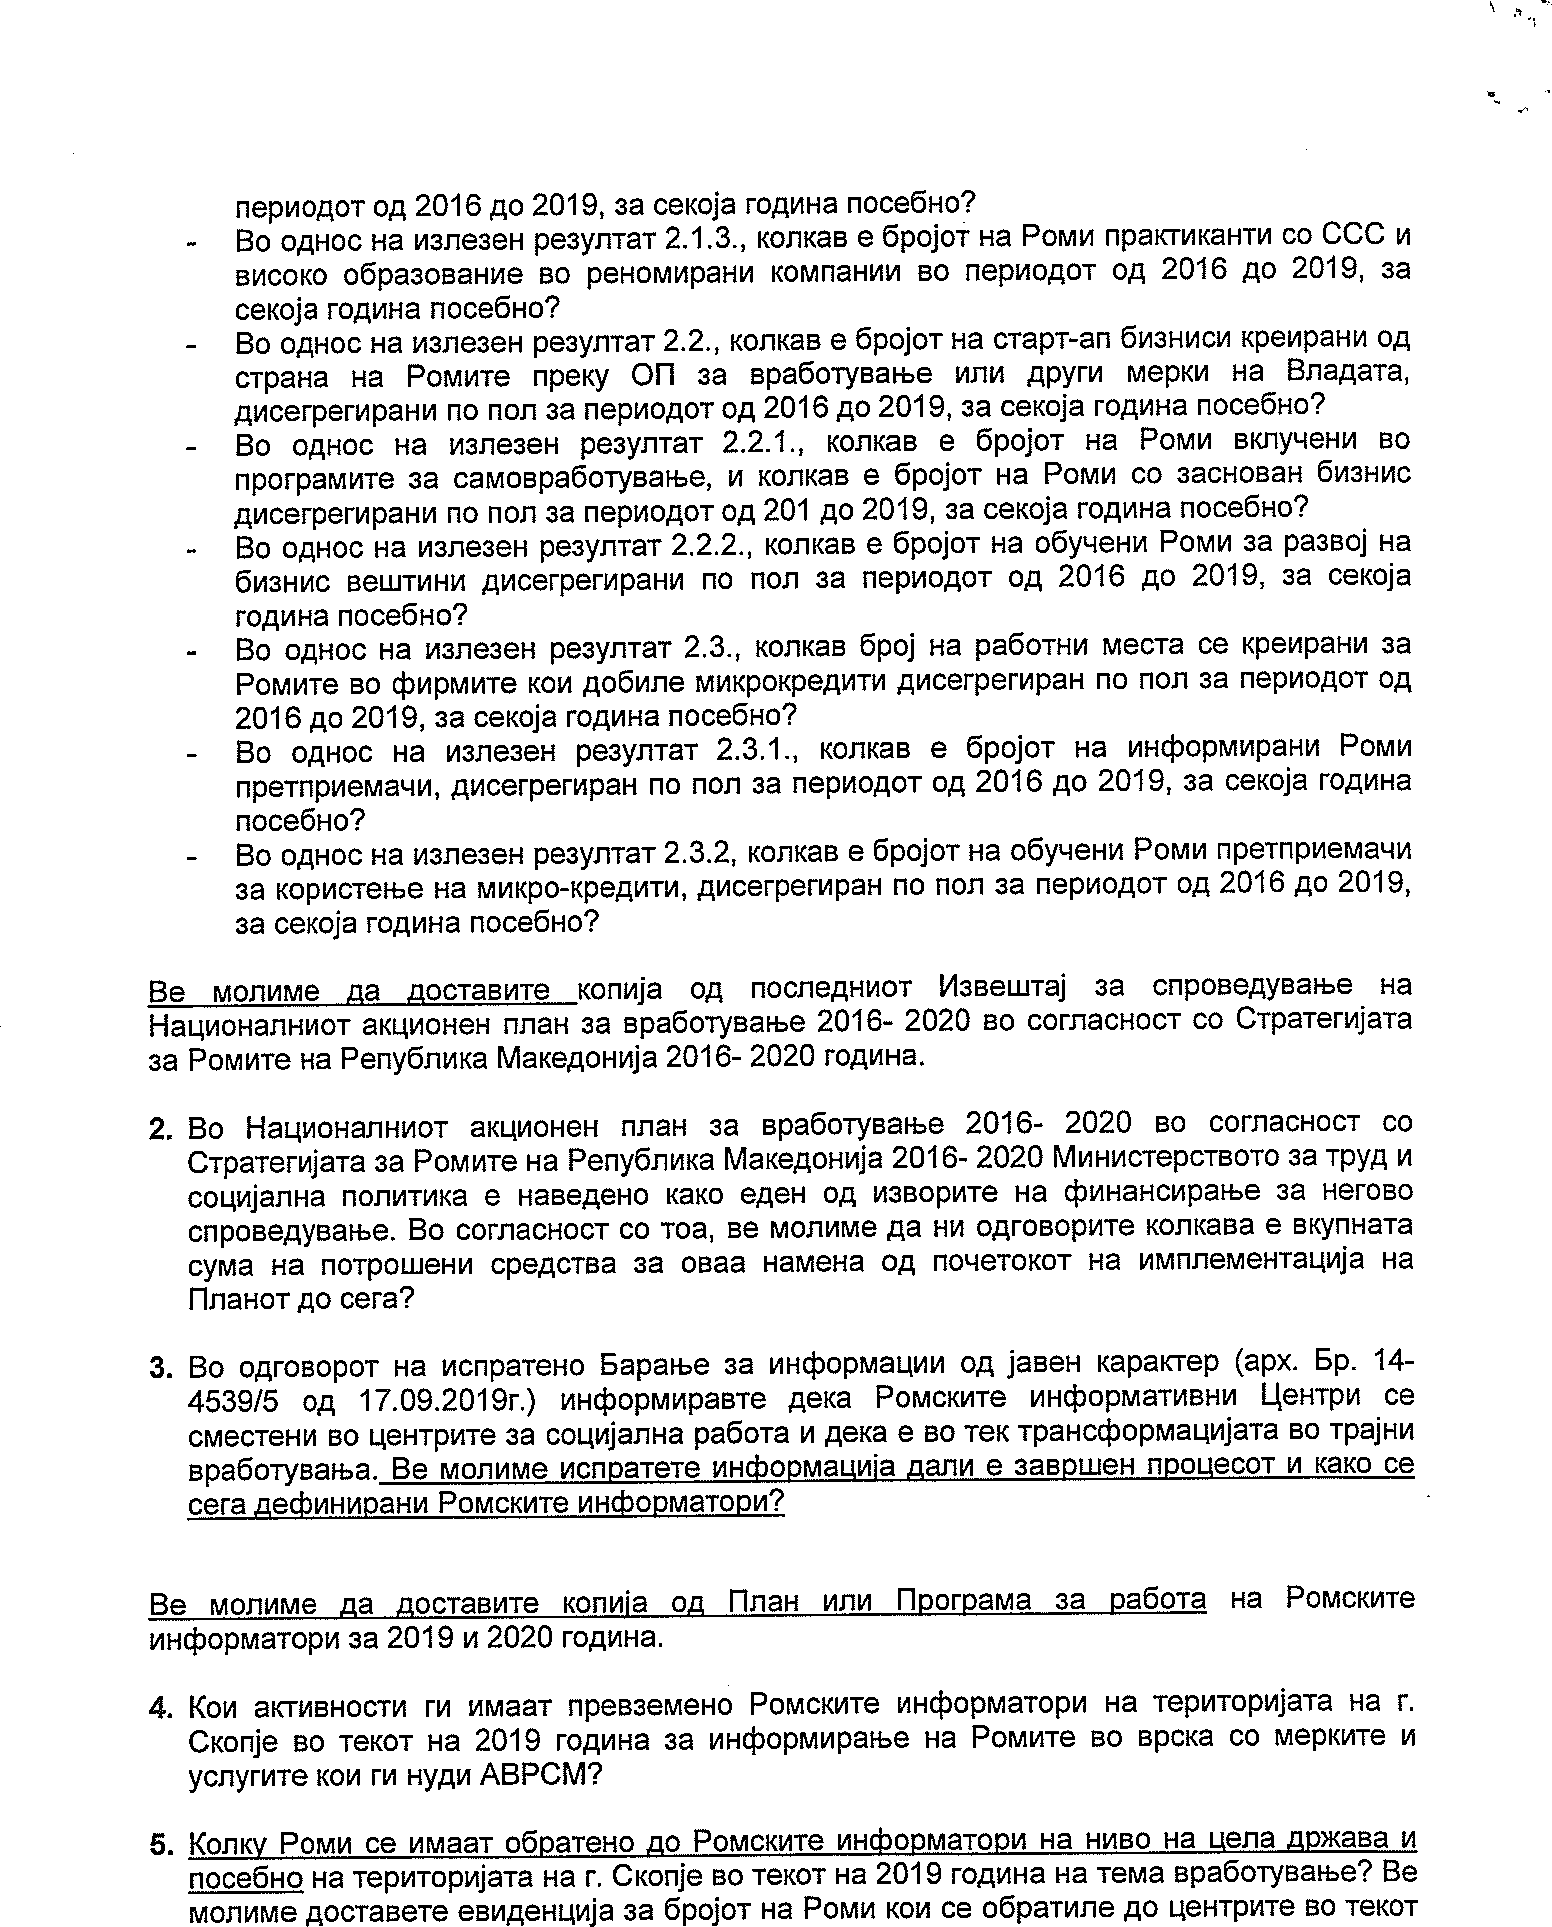 периодот од 2016 до 2019, за секоја година посебно?
- Во однос на излезен резултат 2.1.3., колкав е бројот на Роми практиканти со ССС и
високо образование во реномирани компании во периодот од 2016 до 2019, за
секоја година посебно?
- Во однос на излезен резултат 2.2., колкав е бројот на старт-ап бизниси креирани од
страна на Ромите преку ОП за вработување или други мерки на Владата,
дисегрегирани по пол за периодот од 2016 до 2019, за секоја година посебно?
- Во однос на излезен резултат 2.2.1., колкав е бројот на Роми вклучени во
програмите за самовработување, и колкав е бројот на Роми со заснован бизнис
дисегрегирани по пол за периодот од 201 до 2019, за секоја година посебно?
- Во однос на излезен резултат 2.2.2., колкав е бројот на обучени Роми за развој на
бизнис вештини дисегрегирани по пол за периодот од 2016 до 2019, за секоја
година посебно?
- Во однос на излезен резултат 2.3., колкав број на работни места се креирани за
Ромите во фирмите кои добиле микрокредити дисегрегиран по пол за периодот од
2016 до 2019, за секоја година посебно?
- Во однос на излезен резултат 2.3.1., колкав е бројот на информирани Роми
претприемачи, дисегрегиран по пол за периодот од 2016 до 2019, за секоја година
посебно?
- Во однос на излезен резултат 2.3.2, колкав е бројот на обучени Роми претприемачи
за користење на микро-кредити, дисегрегиран по пол за периодот од 2016 до 2019,
за секоја година посебно?
Ве молиме да доставите копија од последниот Извештај за спроведување на
Националниот акционен план за вработување 2016- 2020 во согласност со Стратегијата
за Ромите на Република Македонија 2016- 2020 година.
2. Во Националниот акционен план за вработување 2016- 2020 во согласност со
Стратегијата за Ромите на Република Македонија 2016- 2020 Министерството за труд и
социјална политика е наведено како еден од изворите на финансирање за негово
спроведување. Во согласност со тоа, ве молиме да ни одговорите колкава е вкупната
сума на потрошени средства за оваа намена од почетокот на имплементација на
Планот до сега?
3. Во одговорот на испратено Барање за информации од јавен карактер (арх. Бр. 14-
4539/5 од 17.09.2019г.) информиравте дека Ромските информативни Центри се
сместени во центрите за социјална работа и дека е во тек трансформацијата во трајни
вработувања. Ве молиме испратете информација дали е завршен процесот и како се
сега дефинирани Ромските информатори?
Ве молиме да доставите копија од План или Програма за работа на Ромските
информатори за 2019 и 2020 година.
4. Кои активности ги имаат превземено Ромските информатори на територијата на г.
Скопје во текот на 2019 година за информирање на Ромите во врска со мерките и
услугите кои ги нуди АВРСМ?
5. Колку Роми се имаат обратено до Ромските информатори на ниво на цела држава и
посебно на територијата на г. Скопје во текот на 2019 година на тема вработување? Ве
молиме доставете евиденција за бројот на Роми кои се обратиле до центрите во текот